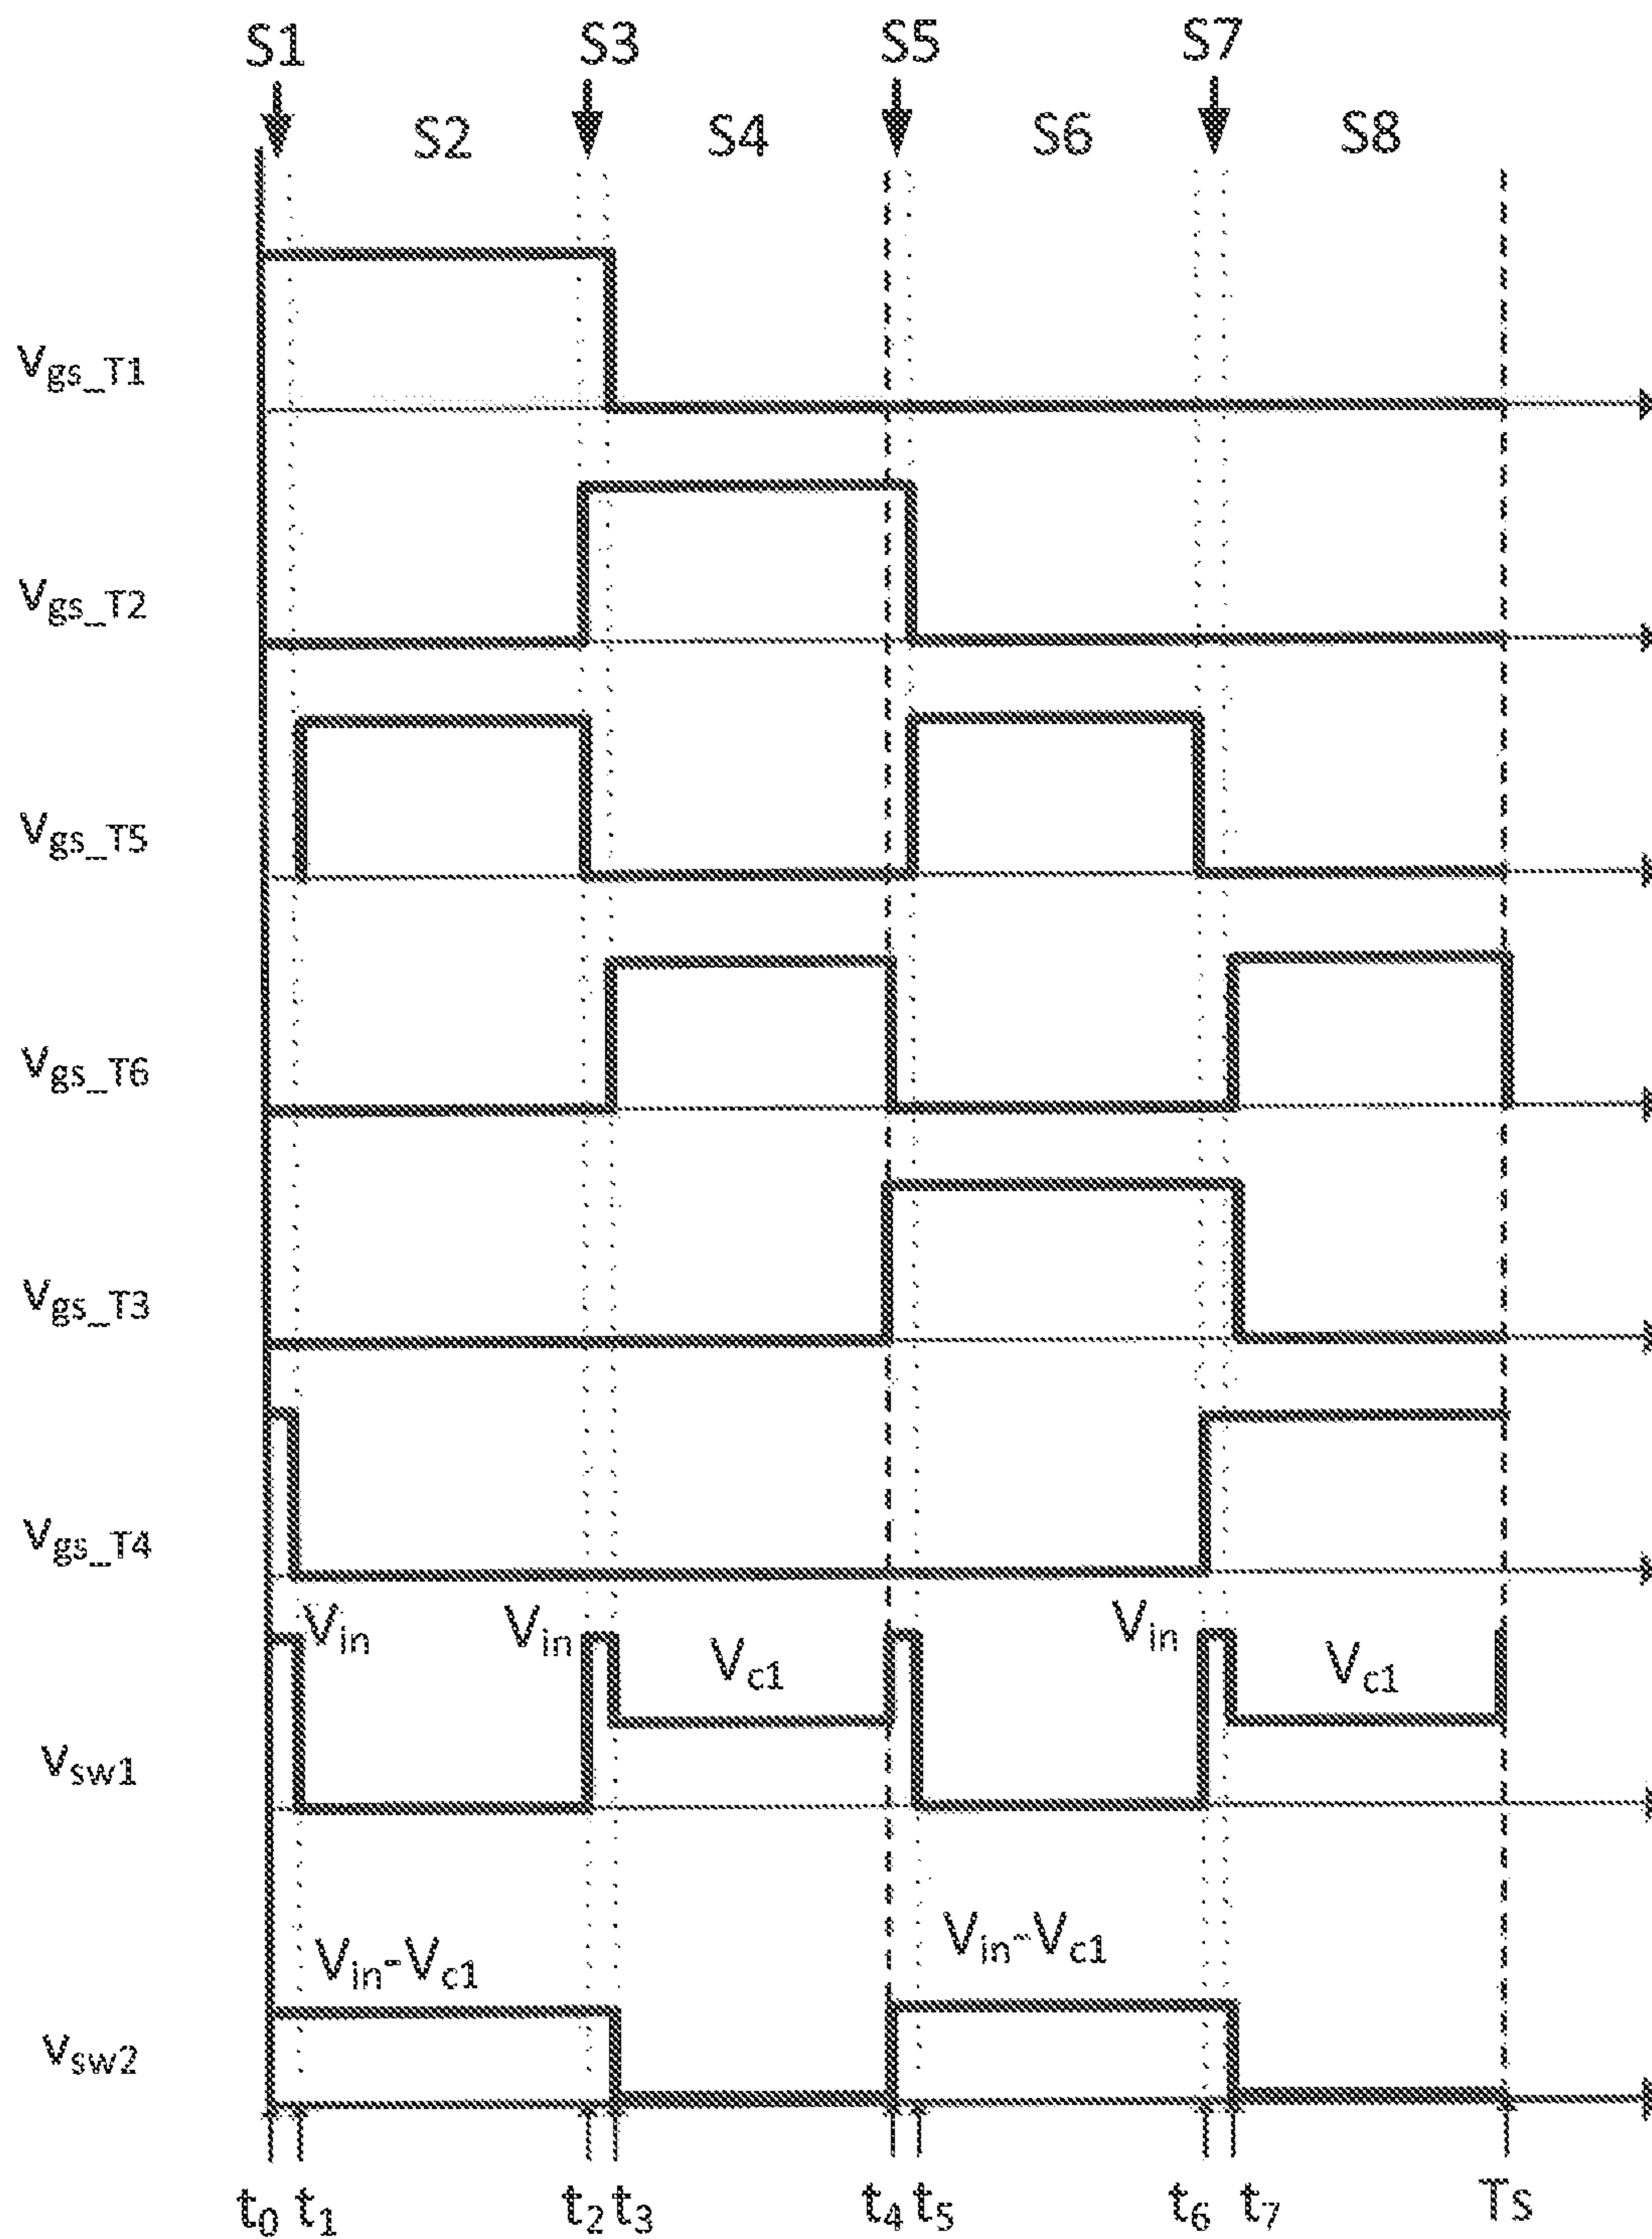 S1 S3 S5 S7
S2 S4 S6 S8
Vgs_T1
Vgs_T2
Vgs_T5
Vgs_T6
Vgs_T3
Vgs_T4
Vin Vin Vin
Vc1 Vc1
Vsw1
Vin-Vc1 Vin-Vc1
Vsw2
t0 t1 t2 t3 t4 t5 t6 t7 Ts